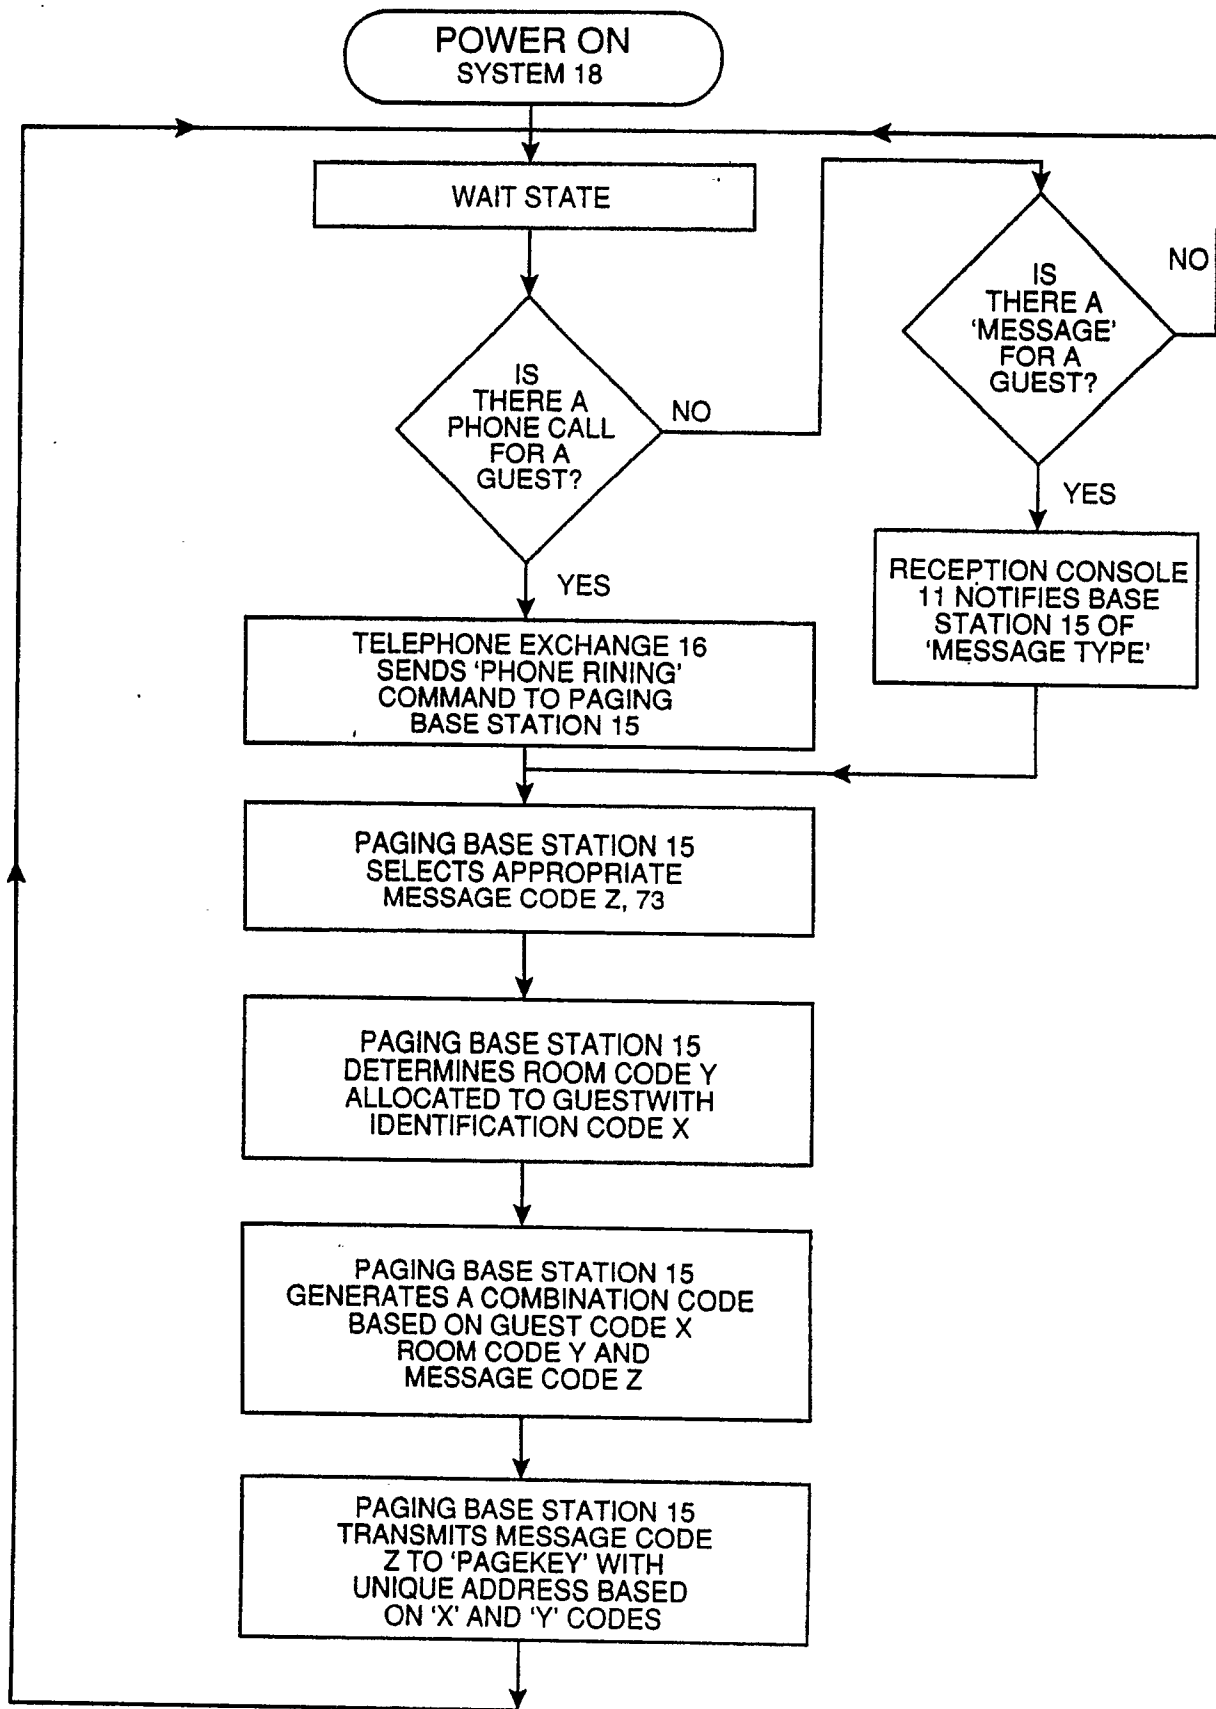 POWER ON
SYSTEM 18
WAIT STATE
IS
THERE A
PHONE CALL
FOR A
GUEST?
NO
YES
IS
THERE A
‘MESSAGE’
FOR A
GUEST?
NO
YES
RECEPTION CONSOLE
11 NOTIFIES BASE
STATION 15 OF
‘MESSAGE TYPE’
TELEPHONE EXCHANGE 16
SENDS ‘PHONE RINING’
COMMAND TO PAGING
BASE STATION 15
PAGING BASE STATION 15
SELECTS APPROPRIATE
MESSAGE CODE Z, 73
PAGING BASE STATION 15
DETERMINES ROOM CODE Y
ALLOCATED TO GUESTWITH
IDENTIFICATION CODE X
PAGING BASE STATION 15
GENERATES A COMBINATION CODE
BASED ON GUEST CODE X
ROOM CODE Y AND
MESSAGE CODE Z
PAGING BASE STATION 15
TRANSMITS MESSAGE CODE
Z TO ‘PAGEKEY’ WITH
UNIQUE ADDRESS BASED
ON ‘X’ AND ‘Y’ CODES